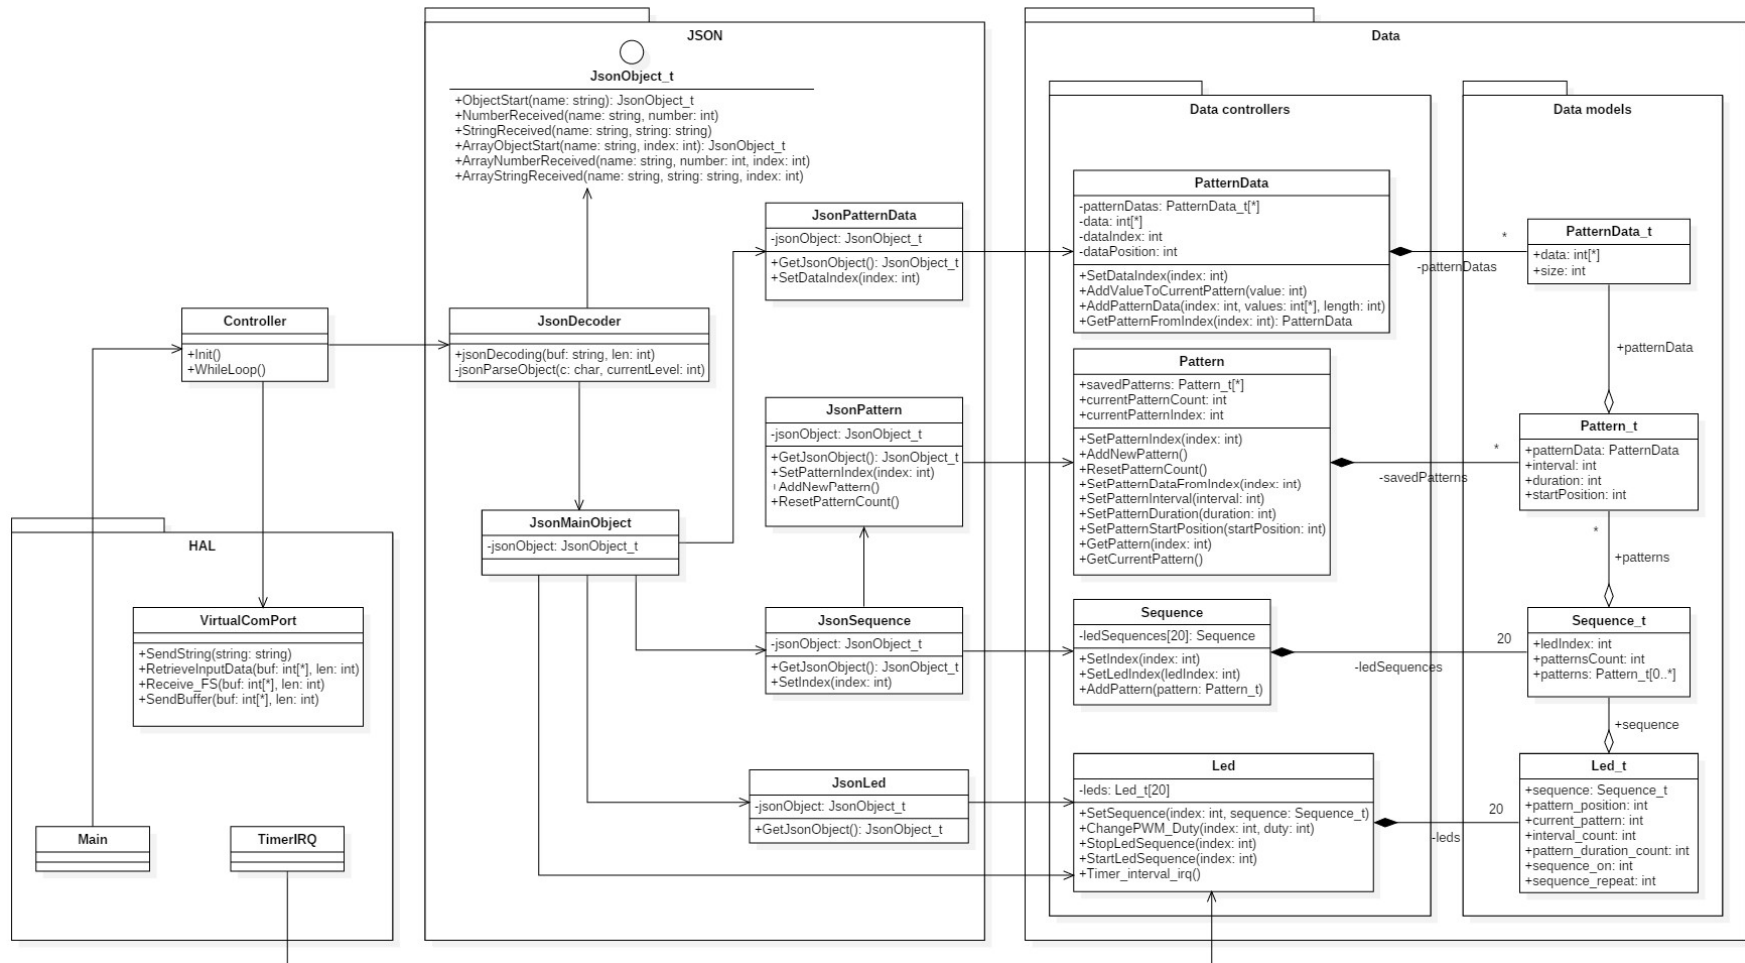 JSON
JsonObject_t
+ObjectStart(name: string): JsonObject_t
+NumberReceived(name: string, number: int)
+StringReceived(name: string, string: string)
+ArrayObjectStart(name: string, index: int): JsonObject_t
+ArrayNumberReceived(name: string, number: int, index: int)
+ArrayStringReceived(name: string, string: string, index: int)
JsonPatternData
-jsonObject: JsonObject_t
+GetJsonObject(): JsonObject_t
+SetDataIndex(index: int)
Controller
+Init()
+WhileLoop()
JsonDecoder
+jsonDecoding(buf: string, len: int)
-jsonParseObject(c: char, currentLevel: int)
JsonPattern
-jsonObject: JsonObject_t
+GetJsonObject(): JsonObject_t
+SetPatternIndex(index: int)
+AddNewPattern()
+ResetPatternCount()
JsonMainObject
-jsonObject: JsonObject_t
HAL
VirtualComPort
+SendString(string: string)
+RetrieveInputData(buf: int[*], len: int)
+Receive_FS(buf: int[*], len: int)
+SendBuffer(buf: int[*], len: int)
JsonSequence
-jsonObject: JsonObject_t
+GetJsonObject(): JsonObject_t
+SetIndex(index: int)
JsonLed
-jsonObject: JsonObject_t
+GetJsonObject(): JsonObject_t
Main
TimerIRQ
Data
Data controllers
PatternData
-patternDatas: PatternData_t[*]
-data: int[*]
-dataIndex: int
-dataPosition: int
+SetDataIndex(index: int)
+AddValueToCurrentPattern(value: int)
+AddPatternData(index: int, values: int[*], length: int)
+GetPatternFromIndex(index: int): PatternData
Pattern
+savedPatterns: Pattern_t[*]
+currentPatternCount: int
+currentPatternIndex: int
+SetPatternIndex(index: int)
+AddNewPattern()
+ResetPatternCount()
+SetPatternDataFromIndex(index: int)
+SetPatternInterval(interval: int)
+SetPatternDuration(duration: int)
+SetPatternStartPosition(startPosition: int)
+GetPattern(index: int)
+GetCurrentPattern()
Sequence
-ledSequences[20]: Sequence
+SetIndex(index: int)
+SetLedIndex(ledIndex: int)
+AddPattern(pattern: Pattern_t)
Led
-leds: Led_t[20]
+SetSequence(index: int, sequence: Sequence_t)
+ChangePWM_Duty(index: int, duty: int)
+StopLedSequence(index: int)
+StartLedSequence(index: int)
+Timer_interval_irq()
*
-patternDatas
*
-savedPatterns
20
-ledSequences
20
-leds
Data models
PatternData_t
+data: int[*]
+size: int
+patternData
Pattern_t
+patternData: PatternData
+interval: int
+duration: int
+startPosition: int
*
+patterns
Sequence_t
+ledIndex: int
+patternsCount: int
+patterns: Pattern_t[0..*]
+sequence
Led_t
+sequence: Sequence_t
+pattern_position: int
+current_pattern: int
+interval_count: int
+pattern_duration_count: int
+sequence_on: int
+sequence_repeat: int